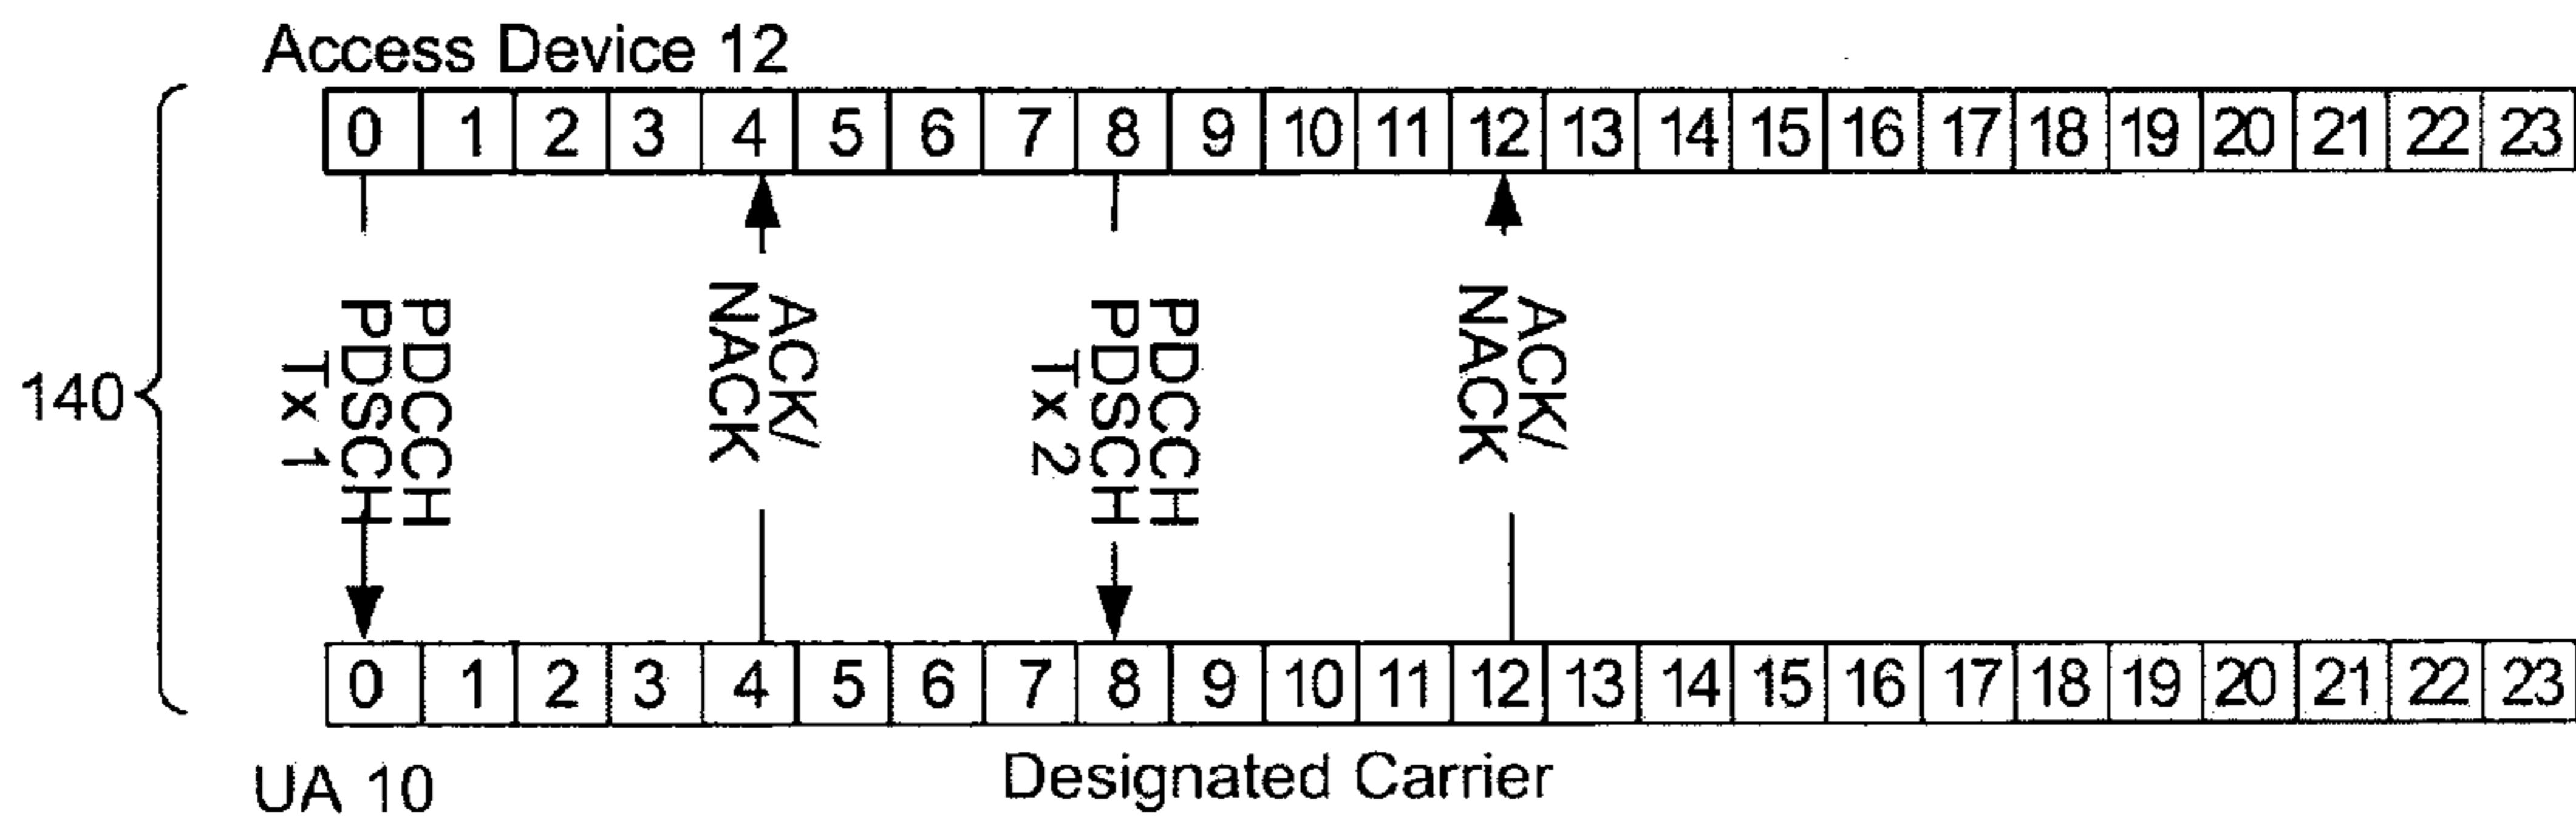 Access Device 12
0 1 2 3 4 5 6 7 8 9 10 11 12 13 14 15 16 17 18 19 20 21 22 23
140
PDCCH
PDSCH
Tx 1
ACK/
NACK
PDCCH
PDSCH
Tx 2
ACK/
NACK
0 1 2 3 4 5 6 7 8 9 10 11 12 13 14 15 16 17 18 19 20 21 22 23
UA 10
Designated Carrier